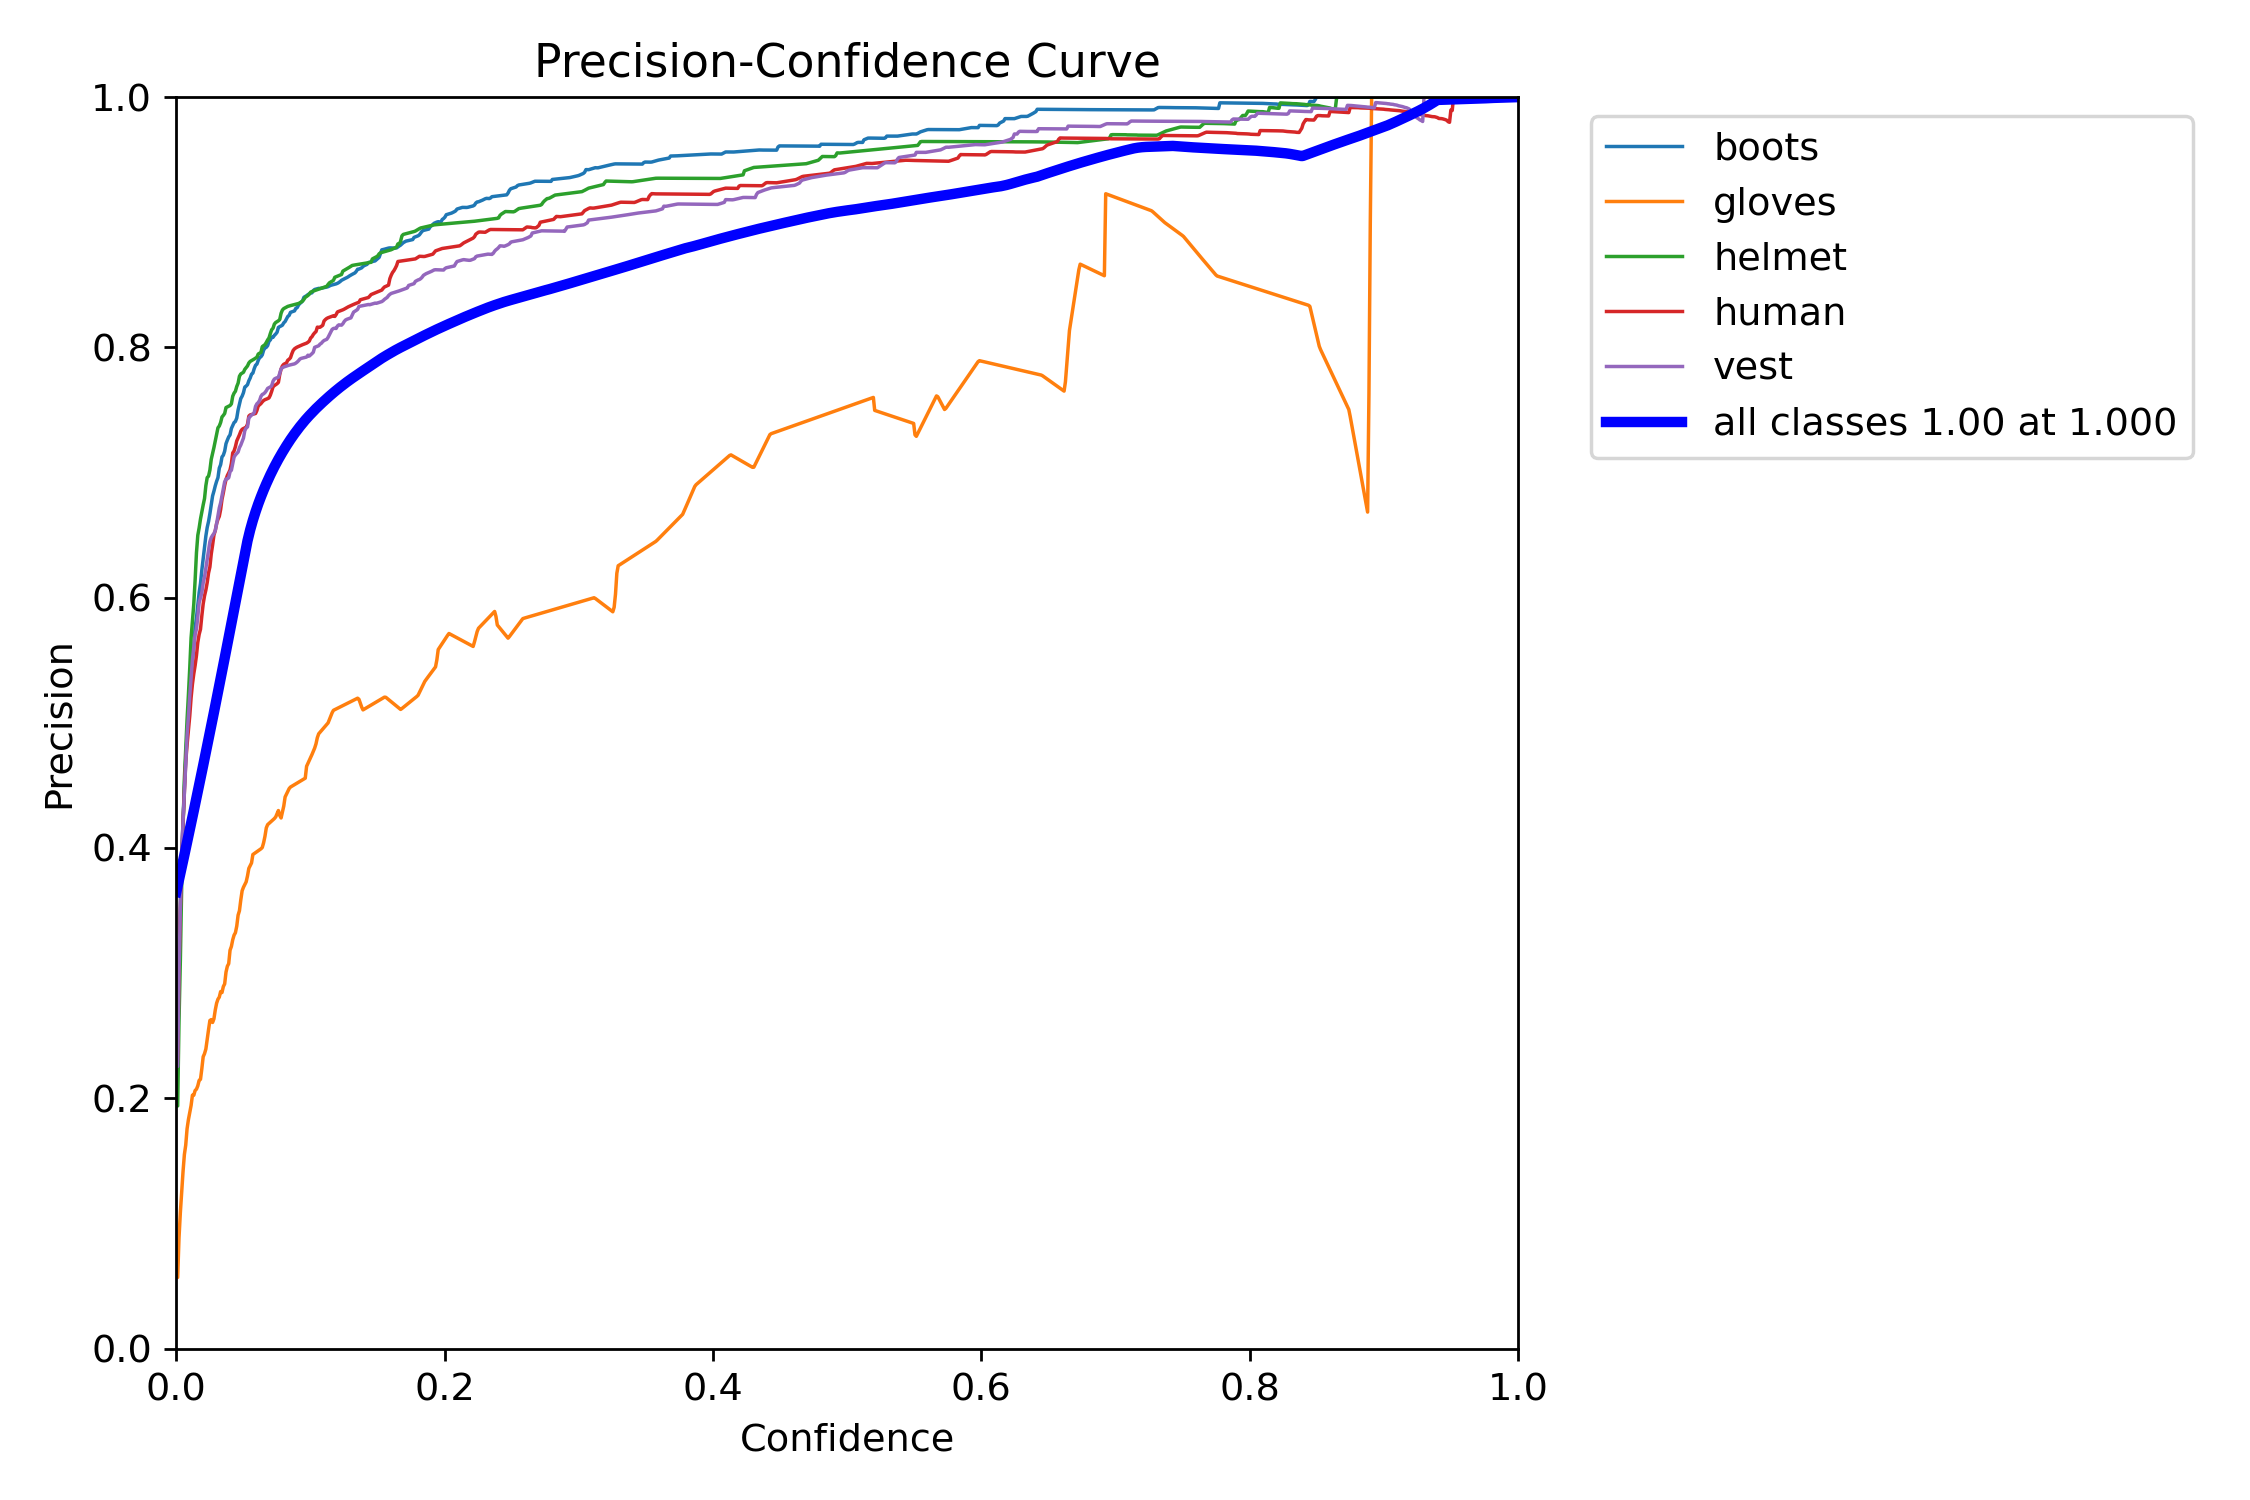 Precision-Confidence Curve
1.0
0.8
0.6
0.4
0.2
0.0
Precision
0.0 0.2 0.4 0.6 0.8 1.0
Confidence
boots
gloves
helmet
human
vest
all classes 1.00 at 1.000